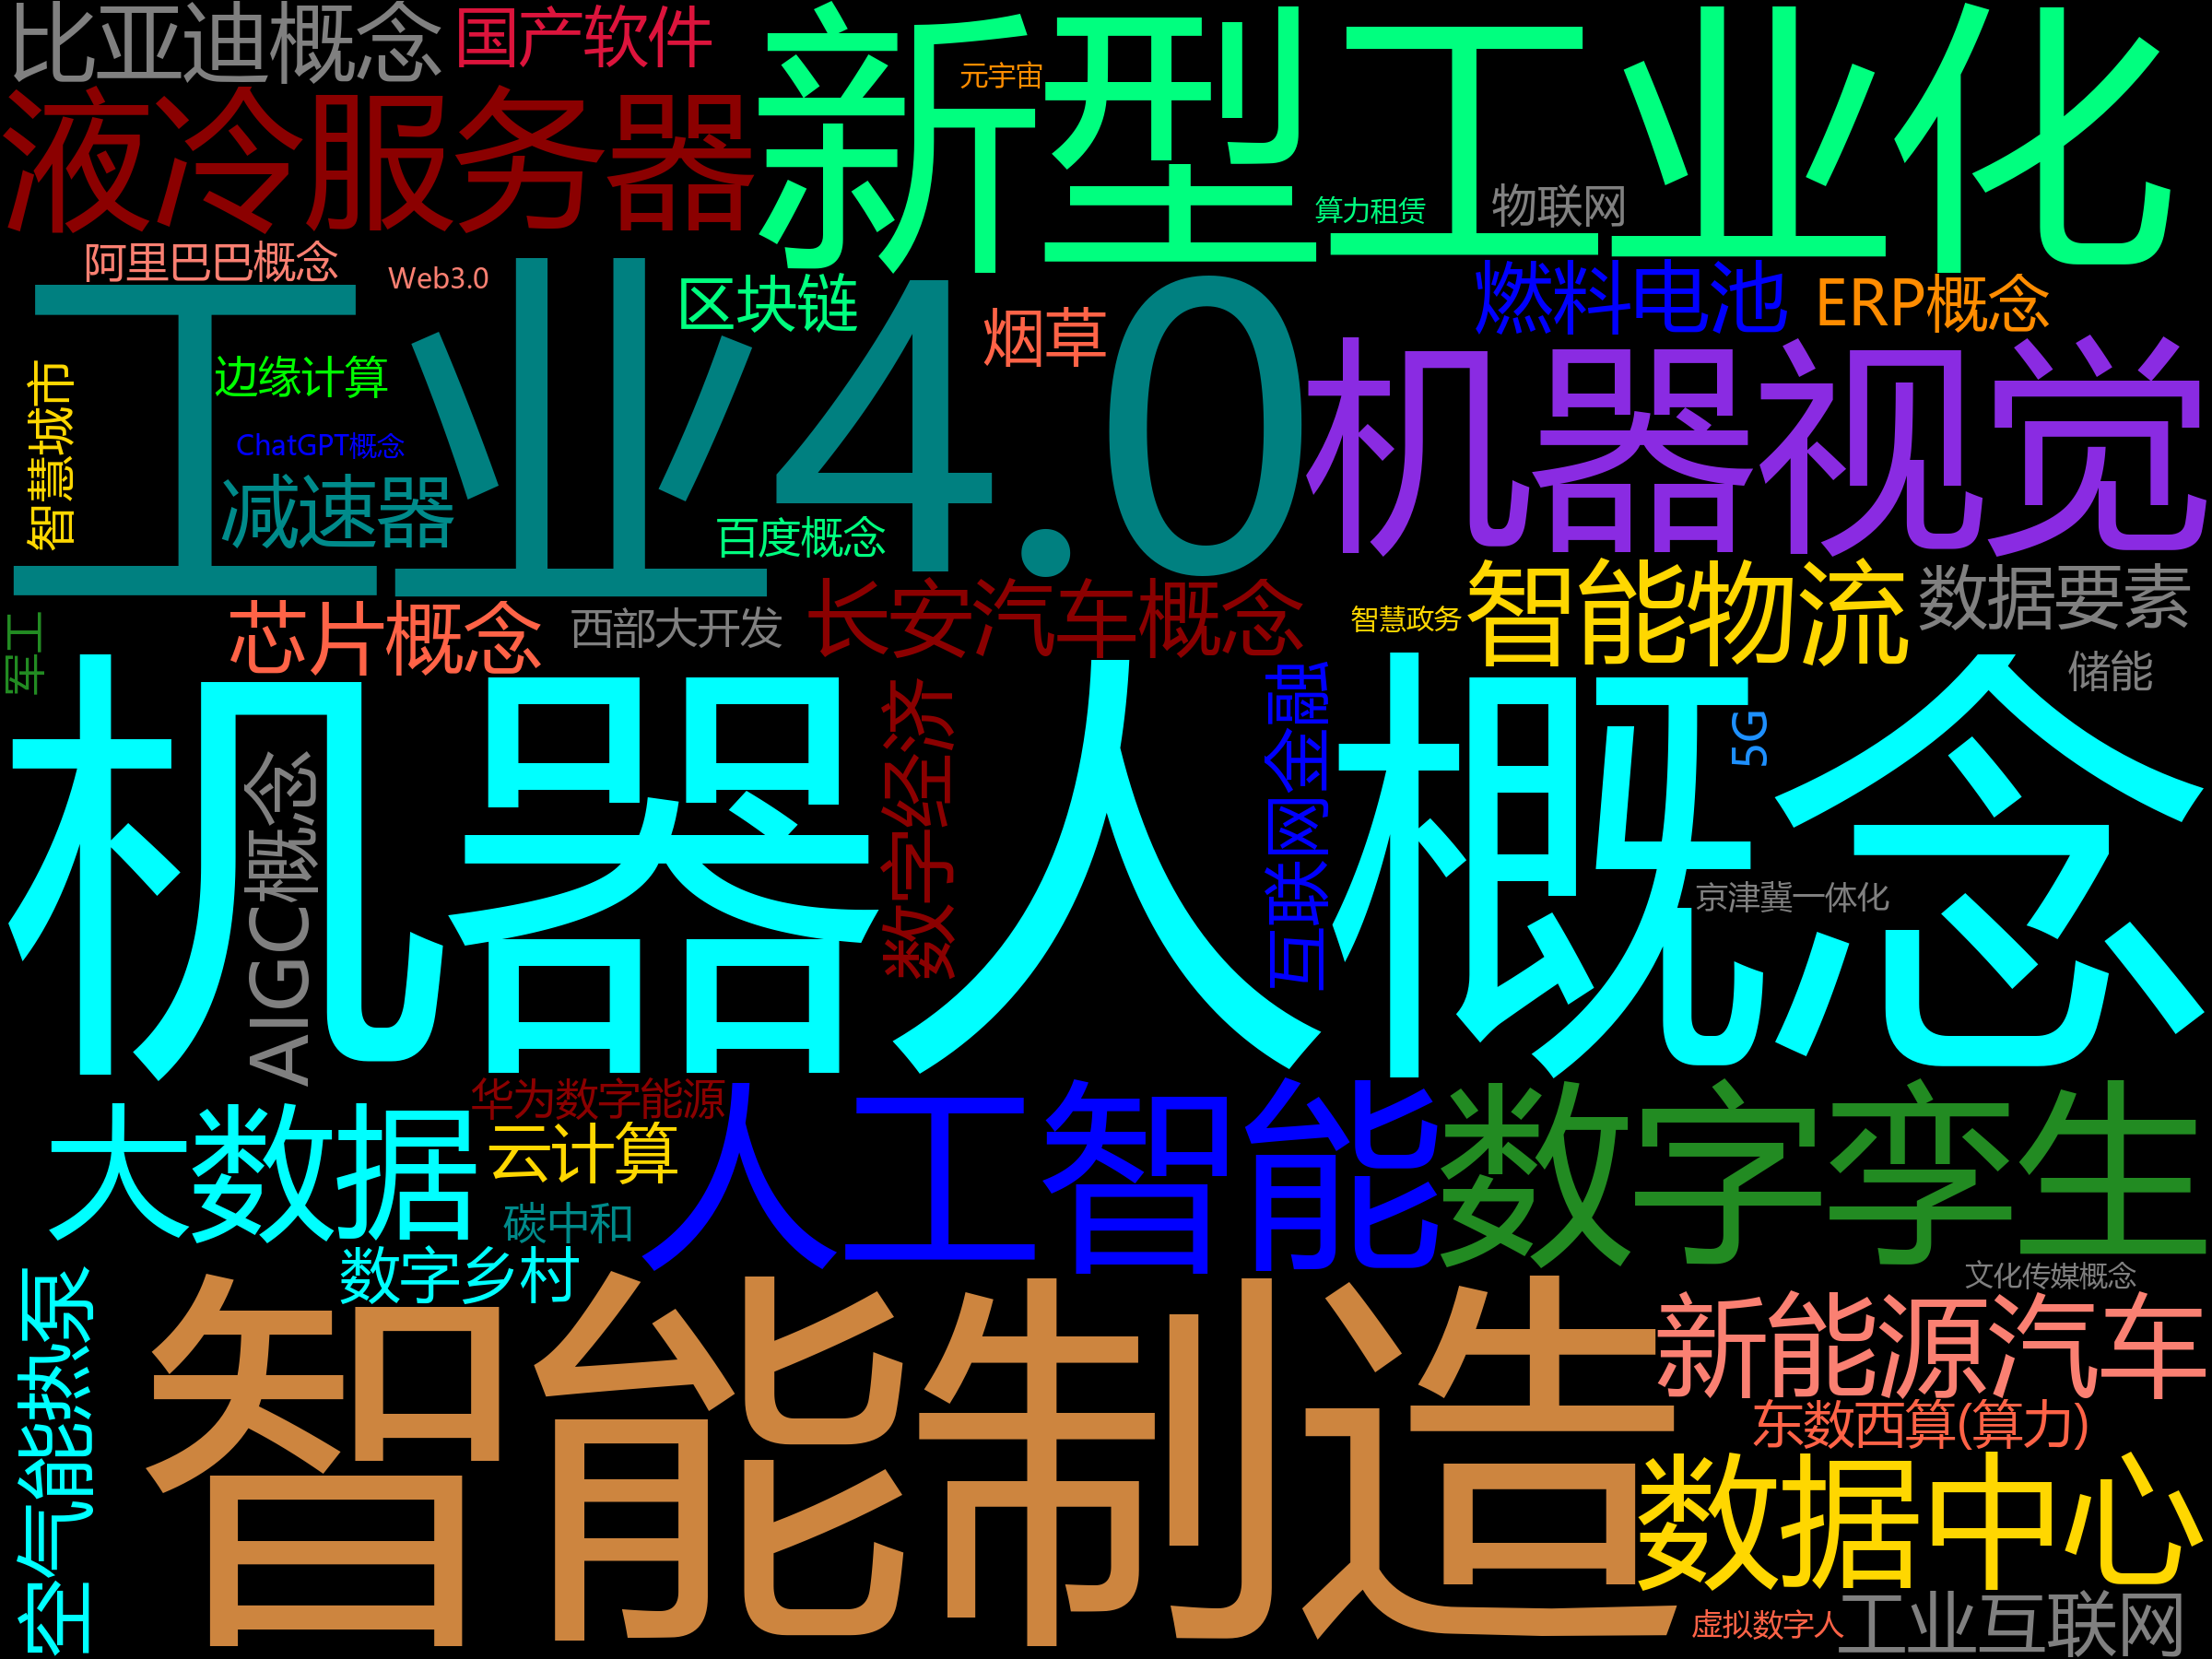 比亚迪概念
国产软件
新型工业化
元宇宙
液冷服务器
算力租赁
物联网
阿里巴巴概念
Web3.0
区块链
烟草
燃料电池
ERP概念
工业4.0
边缘计算
智慧城市
ChatGPT概念
减速器
百度概念
机器视觉
军工
芯片概念
西部大开发
长安汽车概念
智慧政务
智能物流
数据要素
储能
机器人概念
数字经济
互联网金融
5G
AIGC概念
京津冀一体化
华为数字能源
大数据
云计算
人工智能
数字孪生
碳中和
数字乡村
文化传媒概念
空气能热泵
智能制造
新能源汽车
东数西算(算力)
数据中心
虚拟数字人
工业互联网